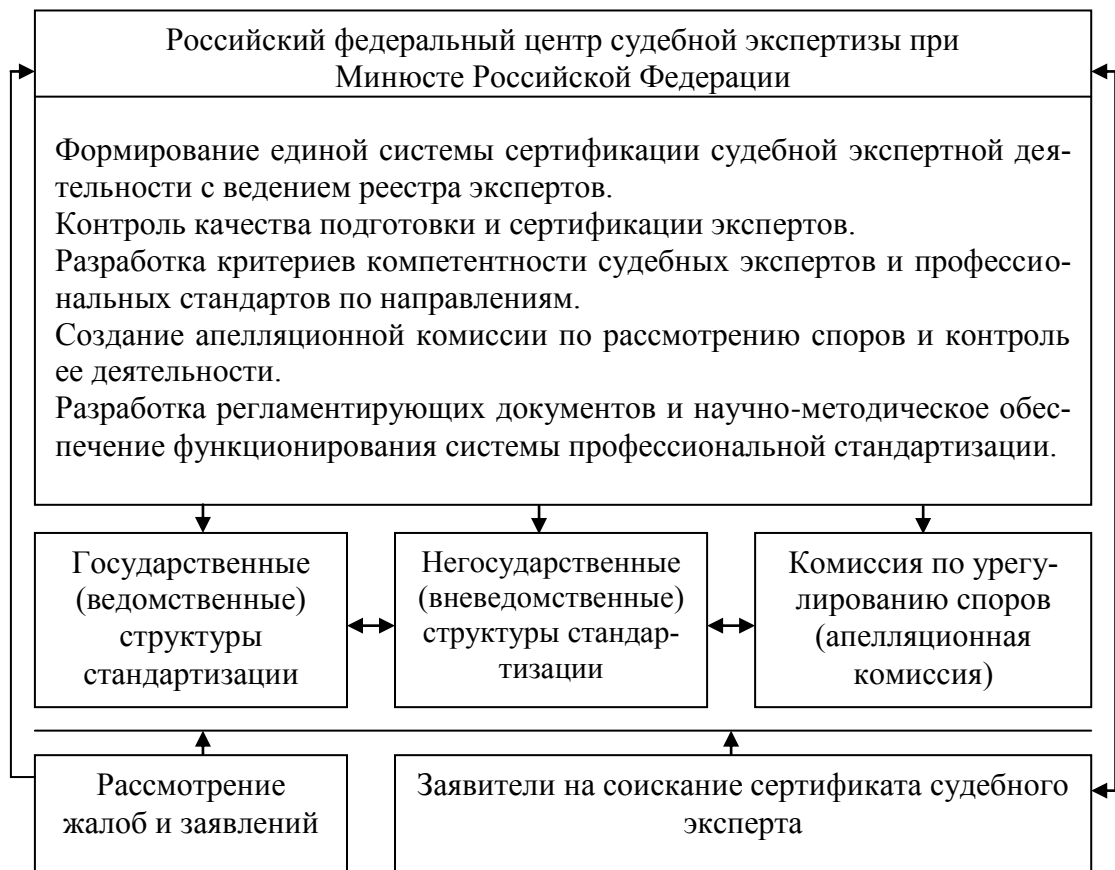 Российский федеральный центр судебной экспертизы при
Минюсте Российской Федерации
Формирование единой системы сертификации судебной экспертной дея-
тельности с ведением реестра экспертов.
Контроль качества подготовки и сертификации экспертов.
Разработка критериев компетентности судебных экспертов и профессио-
нальных стандартов по направлениям.
Создание апелляционной комиссии по рассмотрению споров и контроль
ее деятельности.
Разработка регламентирующих документов и научно-методическое обес-
печение функционирования системы профессиональной стандартизации.
Государственные
(ведомственные)
структуры
стандартизации
Негосударственные
(вневедомственные)
структуры стандар-
тизации
Комиссия по урегу-
лированию споров
(апелляционная
комиссия)
Рассмотрение
жалоб и заявлений
Заявители на соискание сертификата судебного
эксперта